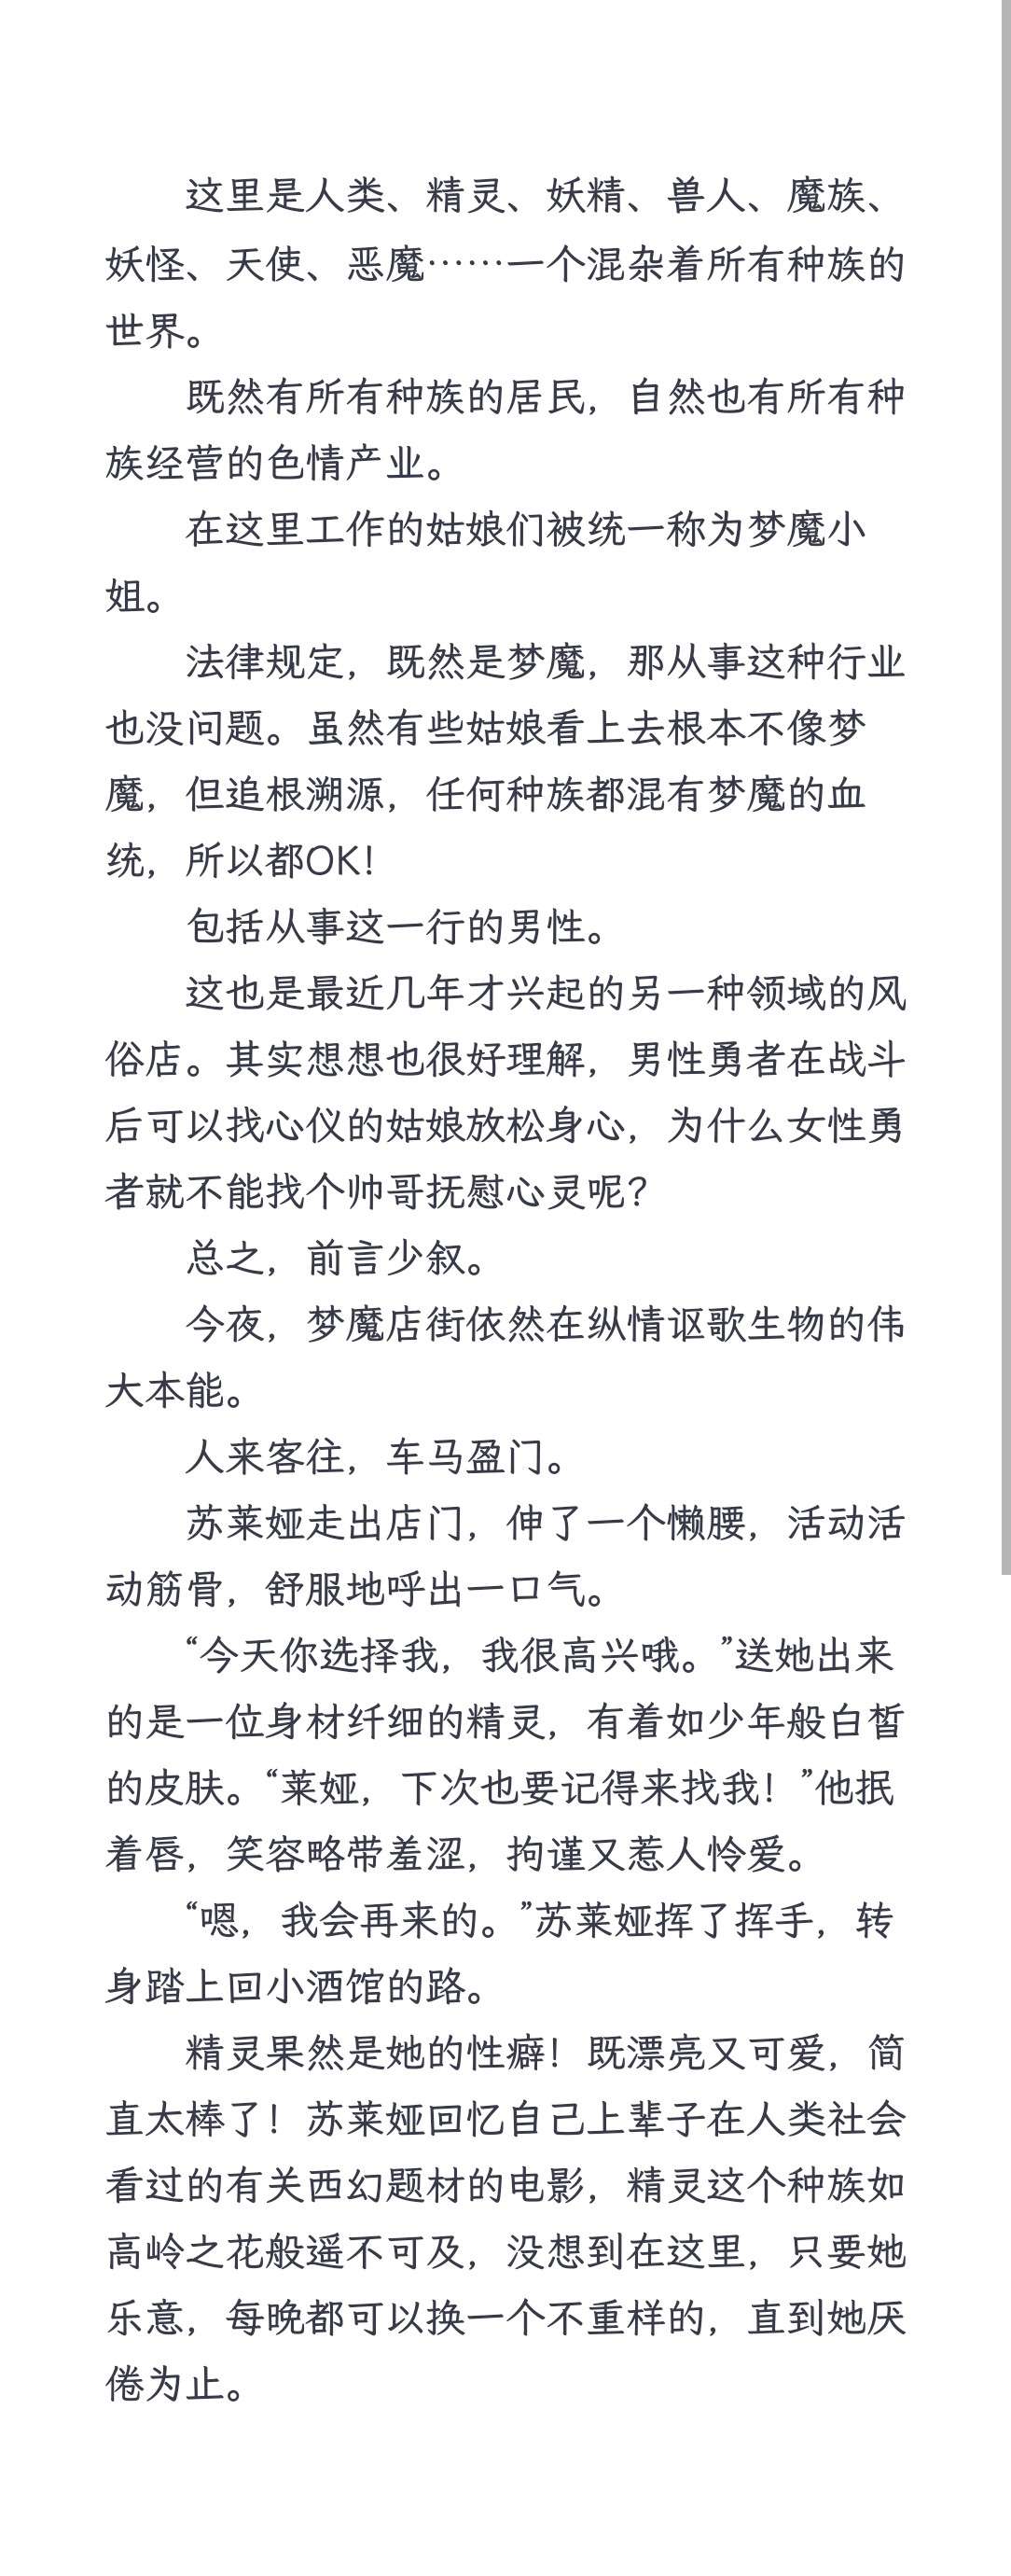 这里是人类、精灵、妖精、兽人、魔族、
妖怪、天使、恶魔……一个混杂着所有种族的
世界。
既然有所有种族的居民，自然也有所有种
族经营的色情产业。
在这里工作的姑娘们被统一称为梦魔小
姐。
法律规定，既然是梦魔，那从事这种行业
也没问题。虽然有些姑娘看上去根本不像梦
魔，但追根溯源，任何种族都混有梦魔的血
统，所以都OK！
包括从事这一行的男性。
这也是最近几年才兴起的另一种领域的风
俗店。其实想想也很好理解，男性勇者在战斗
后可以找心仪的姑娘放松身心，为什么女性勇
者就不能找个帅哥抚慰心灵呢？
总之，前言少叙。
今夜，梦魔店街依然在纵情讴歌生物的伟
大本能。
人来客往，车马盈门。
苏莱娅走出店门，伸了一个懒腰，活动活
动筋骨，舒服地呼出一口气。
“今天你选择我，我很高兴哦。”送她出来
的是一位身材纤细的精灵，有着如少年般白皙
的皮肤。“莱娅，下次也要记得来找我！”他抿
着唇，笑容略带羞涩，拘谨又惹人怜爱。
“嗯，我会再来的。”苏莱娅挥了挥手，转
身踏上回小酒馆的路。
精灵果然是她的性癖！既漂亮又可爱，简
直太棒了！苏莱娅回忆自己上辈子在人类社会
看过的有关西幻题材的电影，精灵这个种族如
高岭之花般遥不可及，没想到在这里，只要她
乐意，每晚都可以换一个不重样的，直到她厌
倦为止。